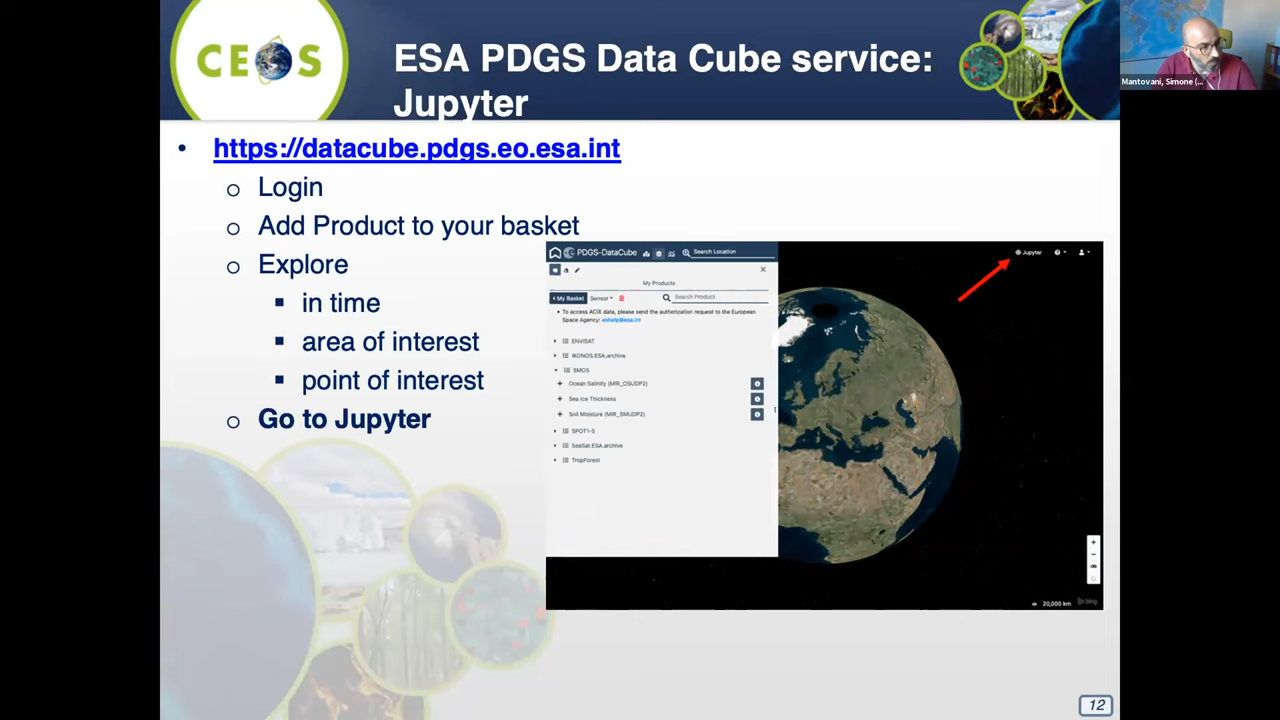 CEOS
ESA PDGS Data Cube service:
Jupyter
Mantovani, Simone (...
• https://datacube.pdgs.eo.esa.int
o Login
o Add Product to your basket
o Explore
▪ in time
▪ area of interest
▪ point of interest
o Go to Jupyter
PDGS-DataCube
Search Location
Jupyter
My Products
My Basket
Sensor
Search Product
• To access ACIX data, please send the authorization request to the European
Space Agency: eohelp@esa.int
ENVISAT
IKONOS.ESA.archive
SMOS
Ocean Salinity (MIR_OSUDP2)
Sea Ice Thickness
Soil Moisture (MIR_SMUDP2)
SPOT1-5
SeaSat.ESA.archive
TropForest
20,000 km
bing
12